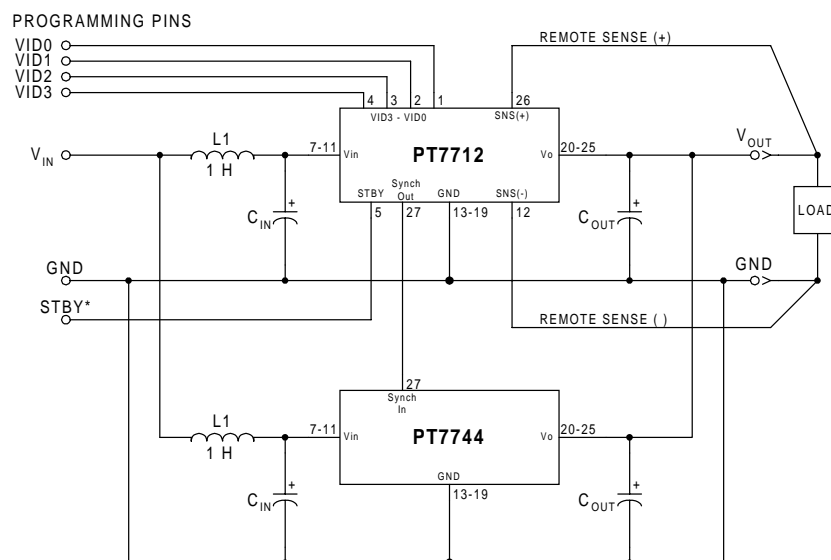 PROGRAMMING PINS
VID0
VID1
VID2
VID3
REMOTE SENSE (+)
4 3 2 1
26
VID3 - VID0
SNS(+)
V_IN
L1
1 H
7-11
Vin
PT7712
Vo
20-25
V_OUT
STBY
Synch
Out
GND
SNS(-)
5
27
13-19
12
C_IN
+
C_OUT
+
LOAD
GND
GND
STBY*
REMOTE SENSE ( )
27
Synch
In
L1
1 H
7-11
Vin
PT7744
Vo
20-25
GND
13-19
C_IN
+
C_OUT
+